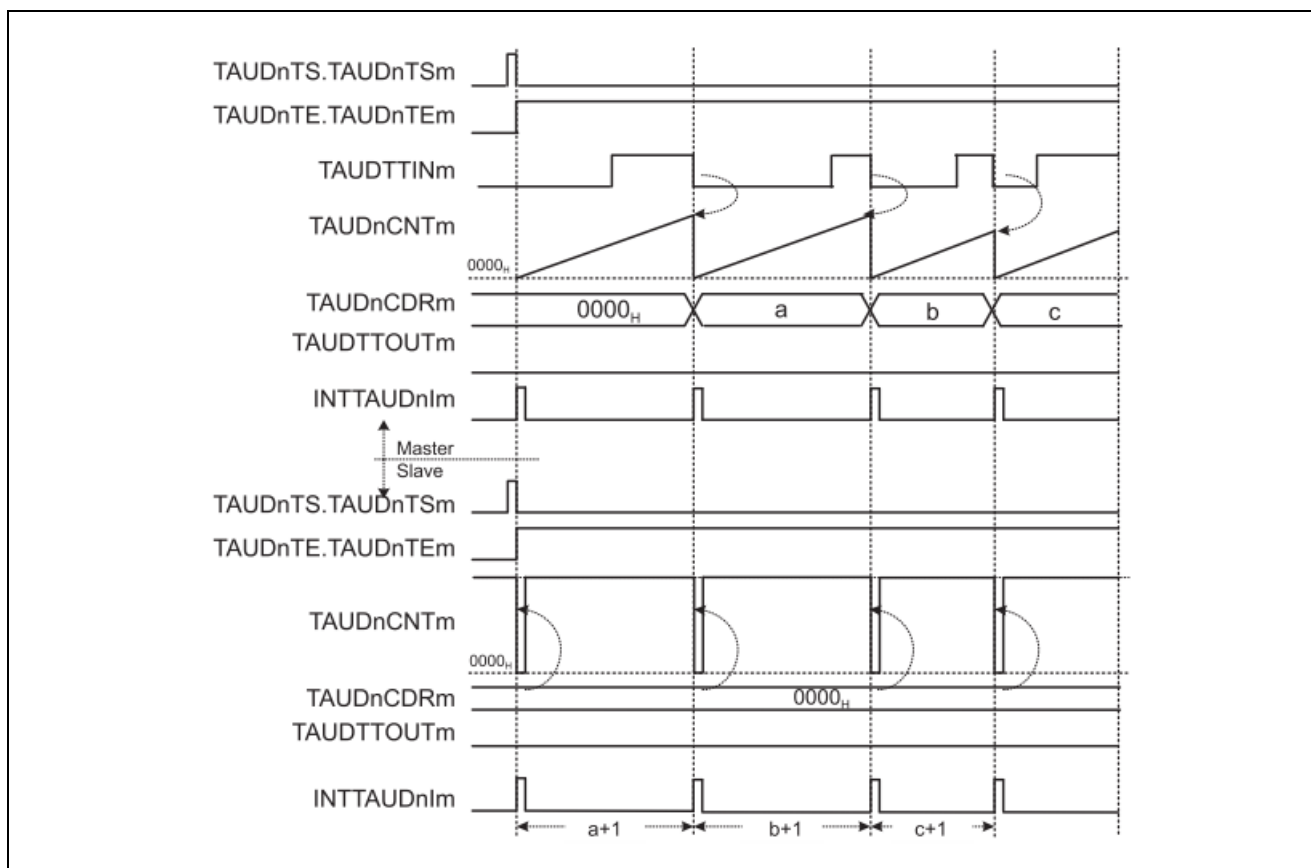 TAUDnTS.TAUDnTSm
TAUDnTE.TAUDnTEm
TAUDTTINm
TAUDnCNTm
0000H
TAUDnCDRm 0000H a b c
TAUDTTOUTm
INTTAUDnIm
Master
Slave
TAUDnTS.TAUDnTSm
TAUDnTE.TAUDnTEm
TAUDnCNTm
0000H
TAUDnCDRm 0000H
TAUDTTOUTm
INTTAUDnIm
a+1 b+1 c+1